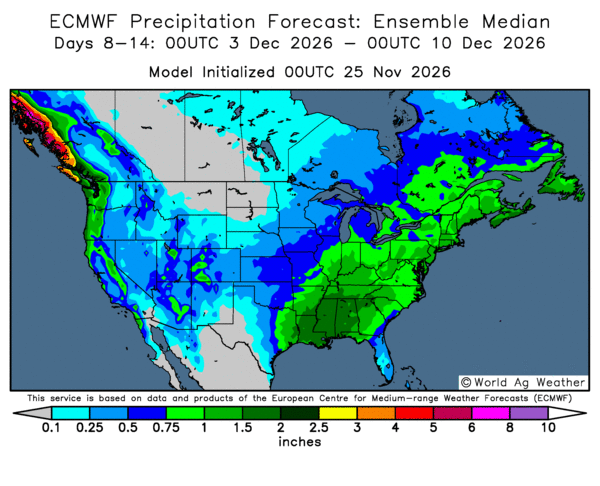 ECMWF Precipitation Forecast: Ensemble Median
Days 8-14: 00UTC 3 Dec 2026 - 00UTC 10 Dec 2026
Model Initialized 00UTC 25 Nov 2026
© World Ag Weather
This service is based on data and products of the European Centre for Medium-range Weather Forecasts (ECMWF)
0.1 0.25 0.5 0.75 1 1.5 2 2.5 3 4 5 6 8 10
inches